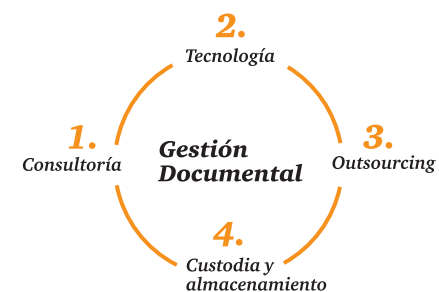 1.
Consultoría
2.
Tecnología
3.
Outsourcing
4.
Custodia y
almacenamiento
Gestión
Documental